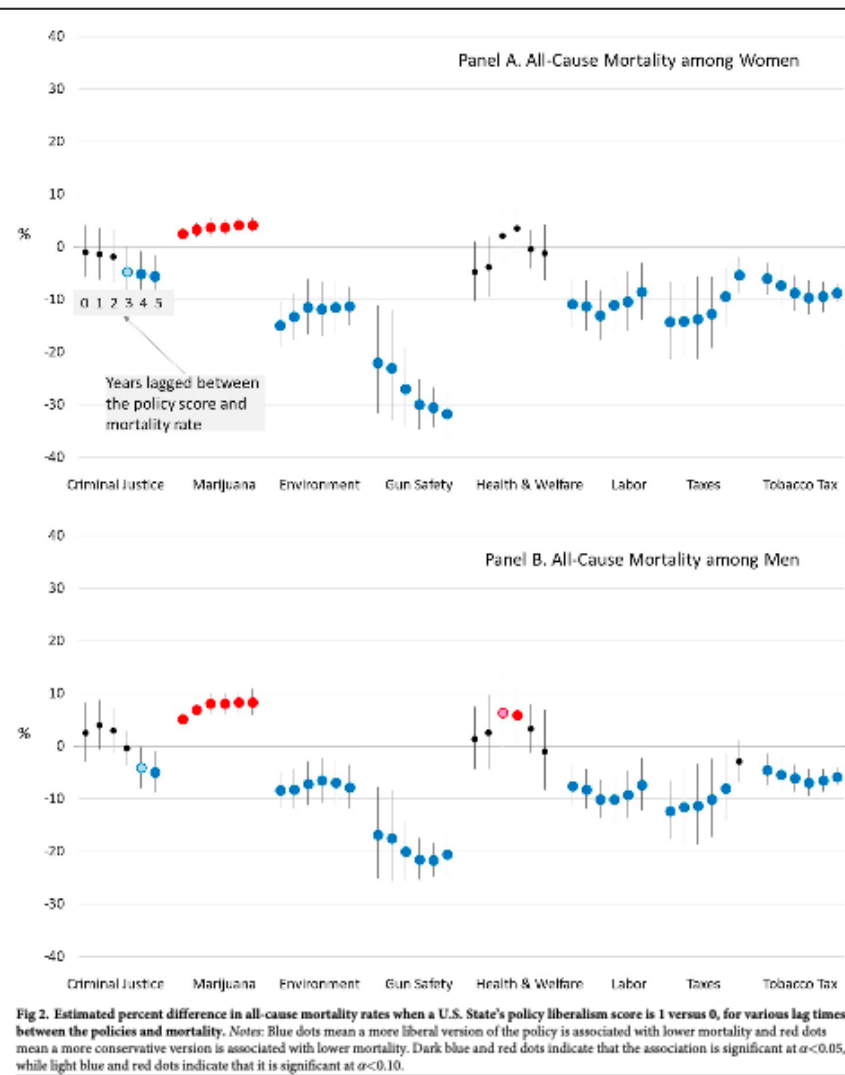 40
Panel A. All-Cause Mortality among Women
30
20
10
%
0
0 1 2 3 4 5
-10
-20
Years lagged between
the policy score and
mortality rate
-30
-40
Criminal Justice Marijuana Environment Gun Safety Health & Welfare Labor Taxes Tobacco Tax
40
Panel B. All-Cause Mortality among Men
30
20
10
%
0
-10
-20
-30
-40
Criminal Justice Marijuana Environment Gun Safety Health & Welfare Labor Taxes Tobacco Tax
Fig 2. Estimated percent difference in all-cause mortality rates when a U.S. State's policy liberalism score is 1 versus 0, for various lag times
between the policies and mortality. Notes: Blue dots mean a more liberal version of the policy is associated with lower mortality and red dots
mean a more conservative version is associated with lower mortality. Dark blue and red dots indicate that the association is significant at α<0.05,
while light blue and red dots indicate that it is significant at α<0.10.